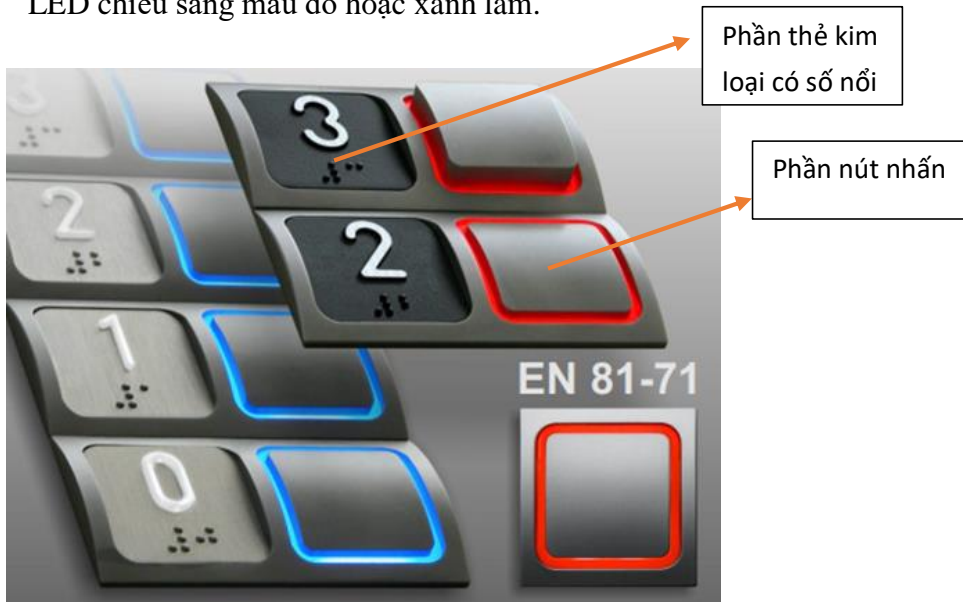 LED chiếu sáng màu đỏ hoặc xanh lam.
Phần thẻ kim
loại có số nổi
Phần nút nhấn
3
3
2
2
1
0
EN 81-71